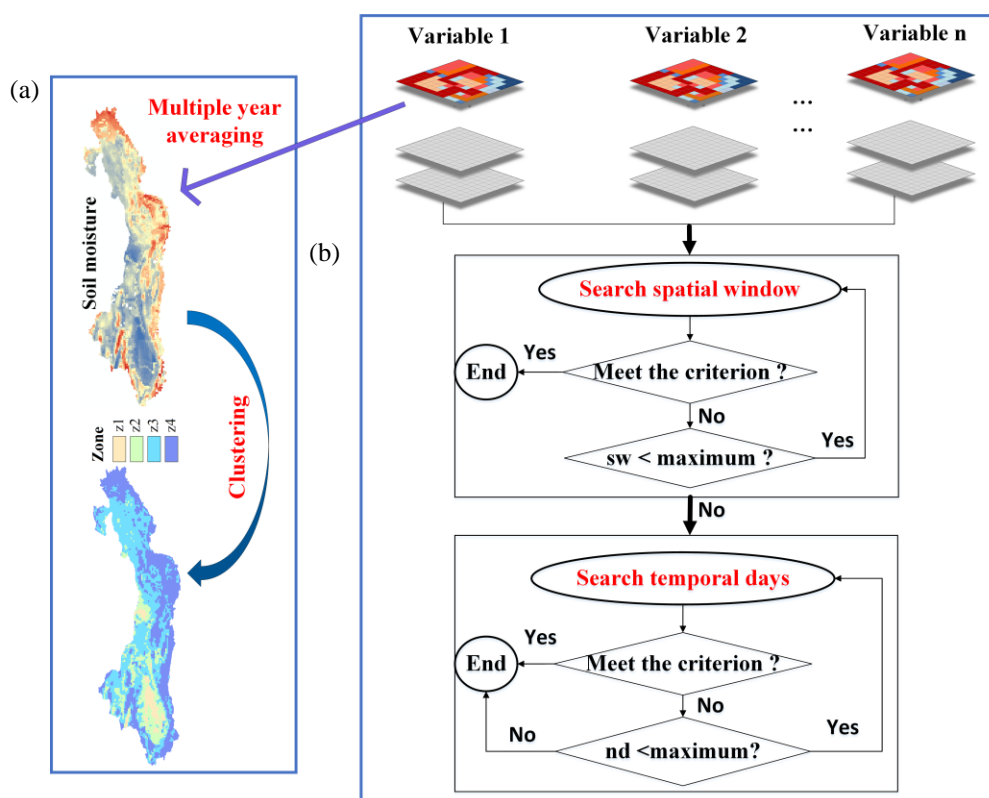 (a)
Multiple year
averaging
Soil moisture
Clustering
Zone
z1
z2
z3
z4
(b)
Variable 1
Variable 2
Variable n
...
...
Search spatial window
Meet the criterion ?
Yes
End
No
sw < maximum ?
Yes
No
Search temporal days
Meet the criterion ?
Yes
End
No
nd <maximum?
No
Yes